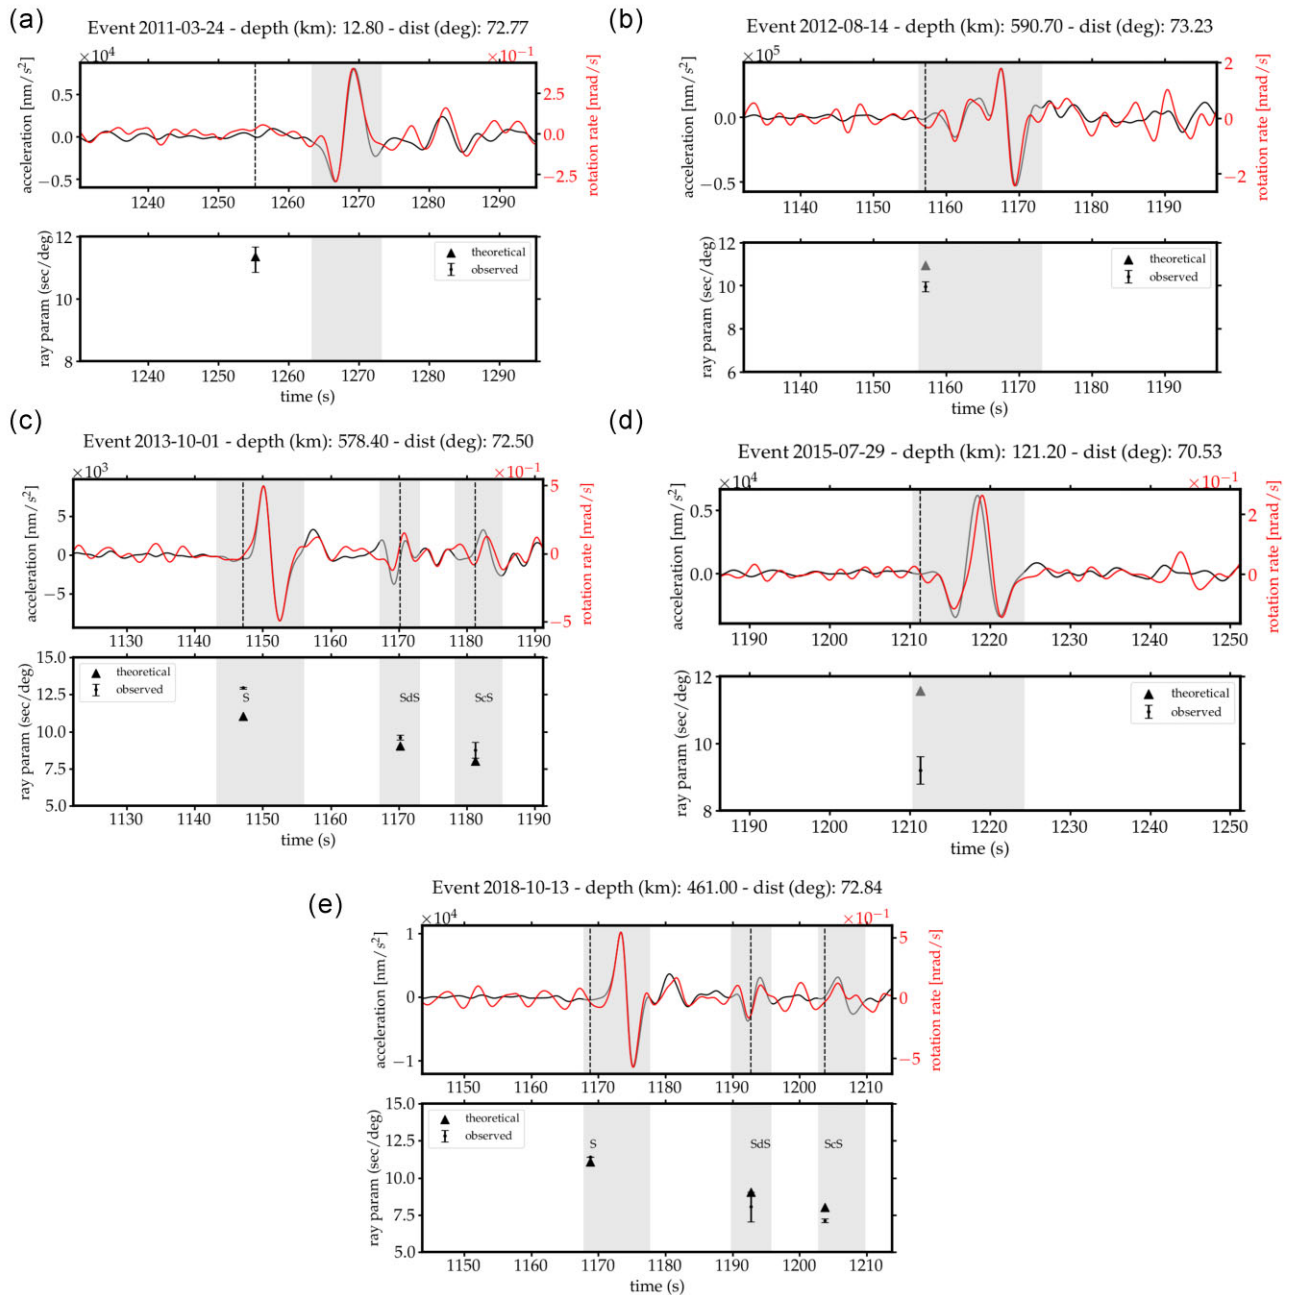 (a)
Event 2011-03-24 - depth (km): 12.80 - dist (deg): 72.77
×10⁴
×10⁻¹
acceleration [nm/s²]
0.5
0.0
−0.5
2.5
0.0
−2.5
rotation rate [nrad/s]
1240 1250 1260 1270 1280 1290
ray param (sec/deg)
12
10
8
theoretical
observed
1240 1250 1260 1270 1280 1290
time (s)
(b)
Event 2012-08-14 - depth (km): 590.70 - dist (deg): 73.23
×10⁵
acceleration [nm/s²]
0.0
−0.5
2
0
−2
rotation rate [nrad/s]
1140 1150 1160 1170 1180 1190
ray param (sec/deg)
12
10
8
6
theoretical
observed
1140 1150 1160 1170 1180 1190
time (s)
(c)
Event 2013-10-01 - depth (km): 578.40 - dist (deg): 72.50
×10³
×10⁻¹
acceleration [nm/s²]
5
0
−5
5
0
−5
rotation rate [nrad/s]
1130 1140 1150 1160 1170 1180 1190
ray param (sec/deg)
15.0
12.5
10.0
7.5
5.0
theoretical
observed
S
SdS
ScS
1130 1140 1150 1160 1170 1180 1190
time (s)
(d)
Event 2015-07-29 - depth (km): 121.20 - dist (deg): 70.53
×10⁴
×10⁻¹
acceleration [nm/s²]
0.5
0.0
2
0
rotation rate [nrad/s]
1190 1200 1210 1220 1230 1240 1250
ray param (sec/deg)
12
10
8
theoretical
observed
1190 1200 1210 1220 1230 1240 1250
time (s)
(e)
Event 2018-10-13 - depth (km): 461.00 - dist (deg): 72.84
×10⁴
×10⁻¹
acceleration [nm/s²]
1
0
−1
5
0
−5
rotation rate [nrad/s]
1150 1160 1170 1180 1190 1200 1210
ray param (sec/deg)
15.0
12.5
10.0
7.5
5.0
theoretical
observed
S
SdS
ScS
1150 1160 1170 1180 1190 1200 1210
time (s)